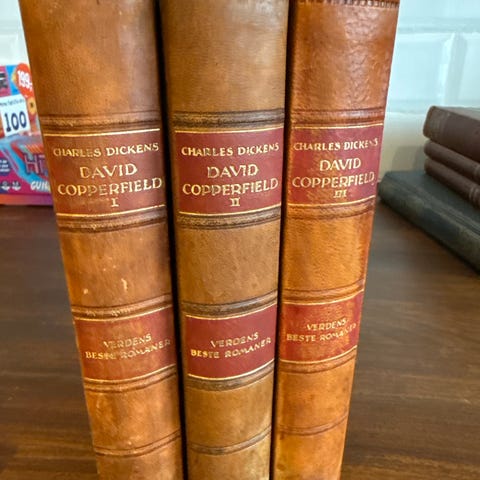 CHARLES DICKENS
DAVID
COPPERFIELD
I
VERDENS
BESTE ROMANER
CHARLES DICKENS
DAVID
COPPERFIELD
II
VERDENS
BESTE ROMANER
CHARLES DICKENS
DAVID
COPPERFIELD
III
VERDENS
BESTE ROMANER
199
100